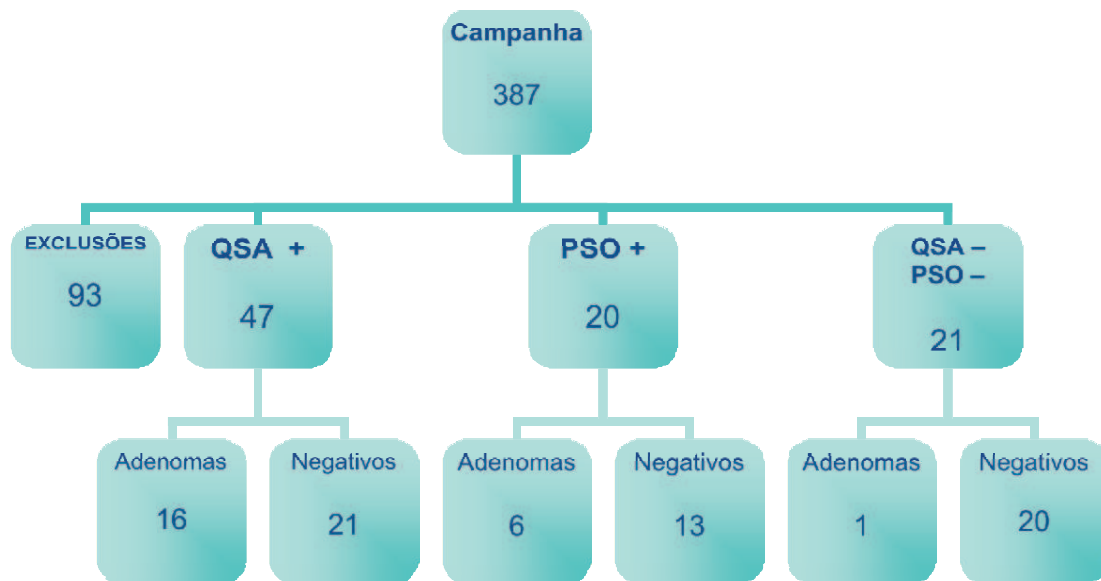 Campanha
387
EXCLUSÕES
93
QSA +
47
PSO +
20
QSA –
PSO –
21
Adenomas
16
Negativos
21
Adenomas
6
Negativos
13
Adenomas
1
Negativos
20